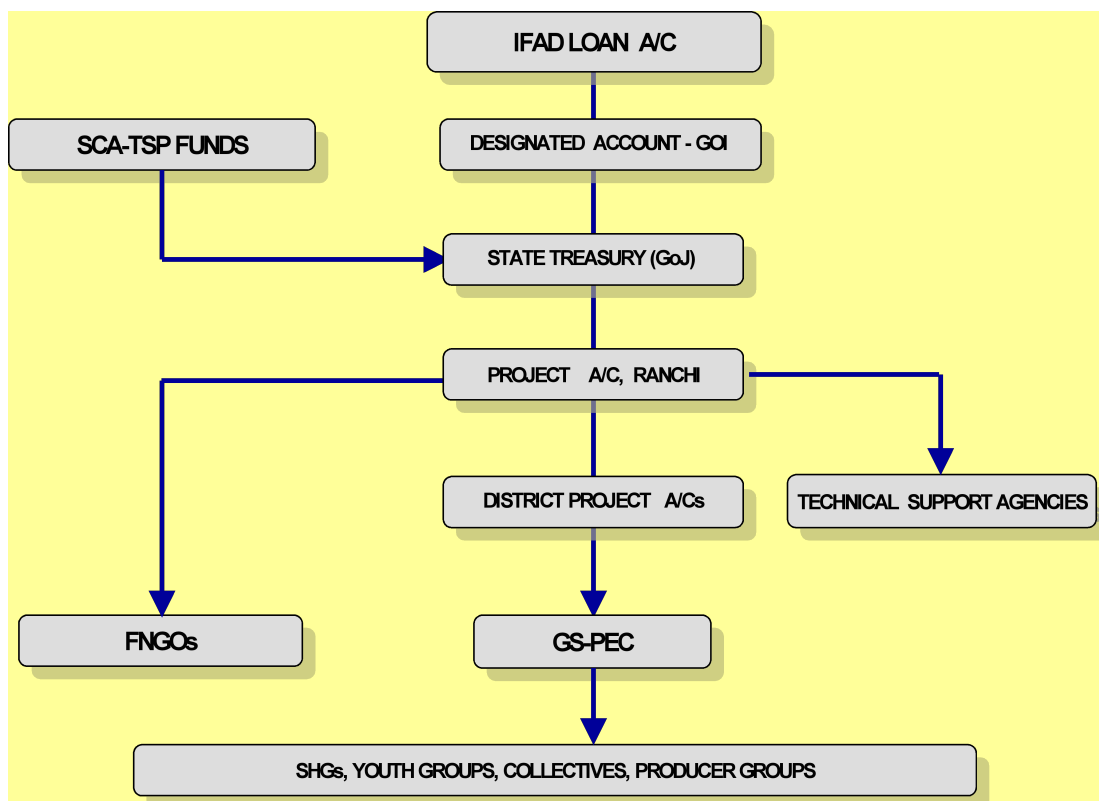 IFAD LOAN A/C
SCA-TSP FUNDS
DESIGNATED ACCOUNT - GOI
STATE TREASURY (GoJ)
PROJECT A/C, RANCHI
DISTRICT PROJECT A/Cs
TECHNICAL SUPPORT AGENCIES
FNGOs
GS-PEC
SHGs, YOUTH GROUPS, COLLECTIVES, PRODUCER GROUPS